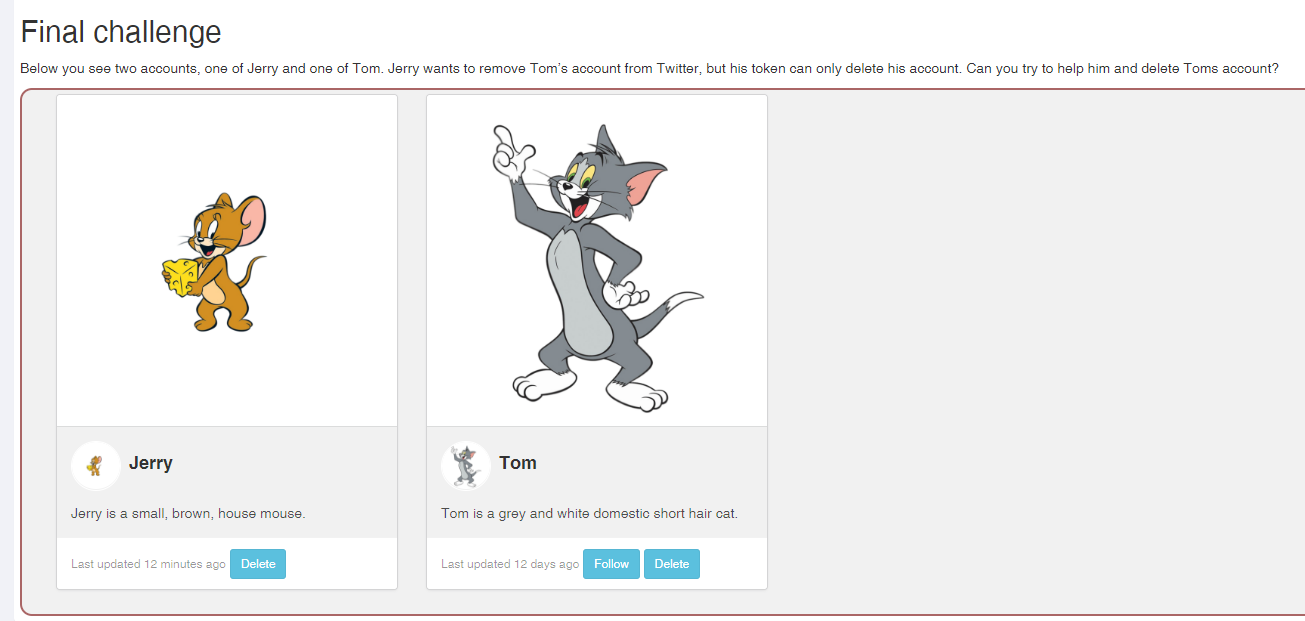 Final challenge
Below you see two accounts, one of Jerry and one of Tom. Jerry wants to remove Tom's account from Twitter, but his token can only delete his account. Can you try to help him and delete Toms account?
Jerry
Jerry is a small, brown, house mouse.
Last updated 12 minutes ago Delete
Tom
Tom is a grey and white domestic short hair cat.
Last updated 12 days ago Follow Delete